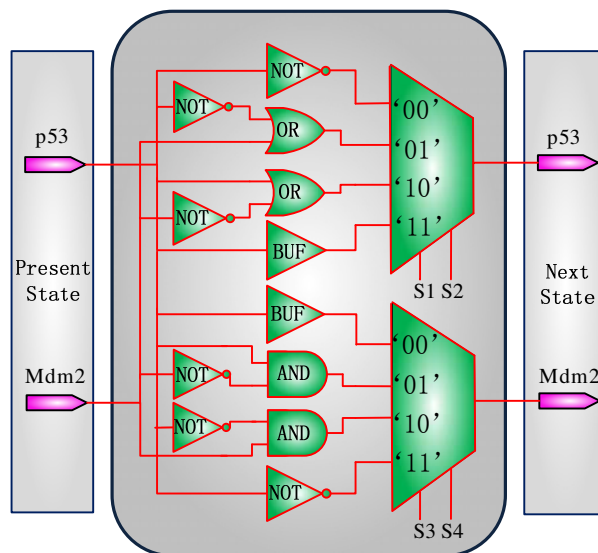 NOT
NOT
OR
p53
‘00’
‘01’
p53
NOT
OR
‘10’
‘11’
BUF
Present
State
S1 S2
Next
State
BUF
‘00’
Mdm2
NOT
AND
‘01’
Mdm2
NOT
AND
‘10’
‘11’
NOT
S3 S4